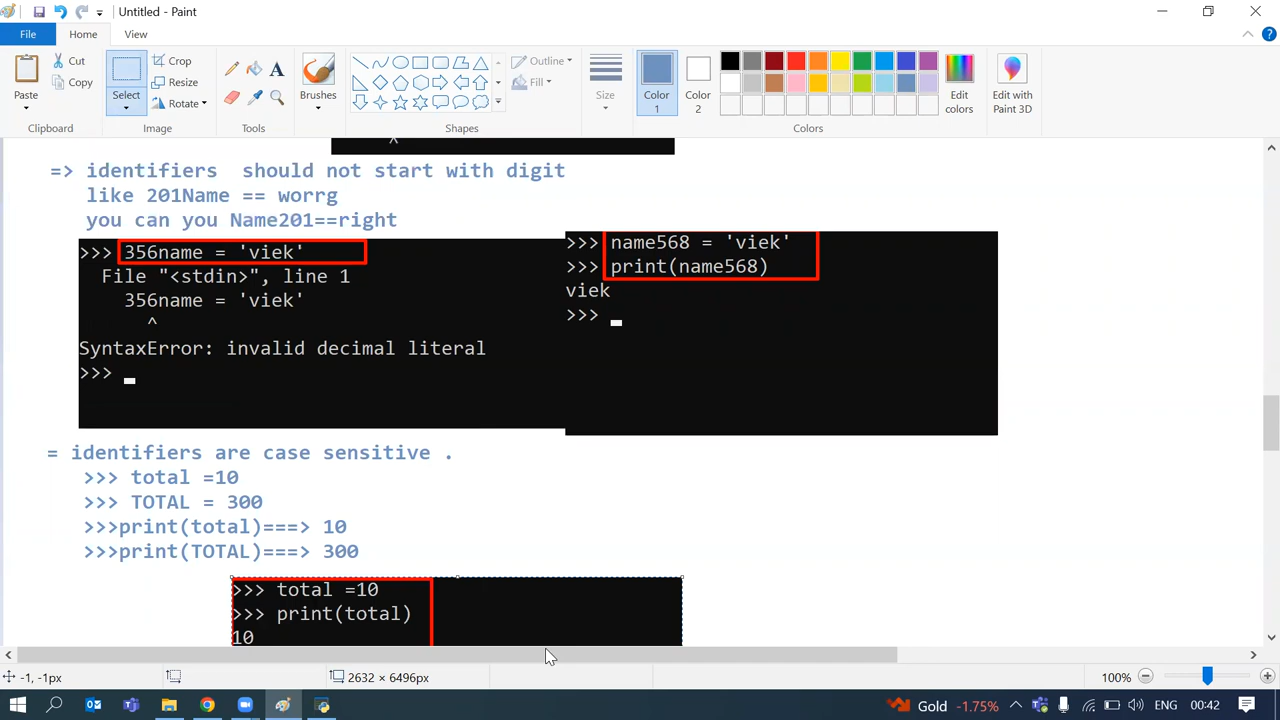 Untitled - Paint
File
Home
View
Paste
Cut
Copy
Clipboard
Select
Crop
Resize
Rotate
Image
Tools
Brushes
Shapes
Outline
Fill
Size
Color
1
Color
2
Edit
colors
Edit with
Paint 3D
Colors
^
=> identifiers should not start with digit
like 201Name == worrg
you can you Name201==right
>>> 356name = 'viek'
File "<stdin>", line 1
356name = 'viek'
^
SyntaxError: invalid decimal literal
>>>
>>> name568 = 'viek'
>>> print(name568)
viek
>>>
= identifiers are case sensitive .
>>> total =10
>>> TOTAL = 300
>>>print(total)===> 10
>>>print(TOTAL)===> 300
>>> total =10
>>> print(total)
10
-1, -1px
2632 × 6496px
100%
Gold -1.75%
ENG
00:42